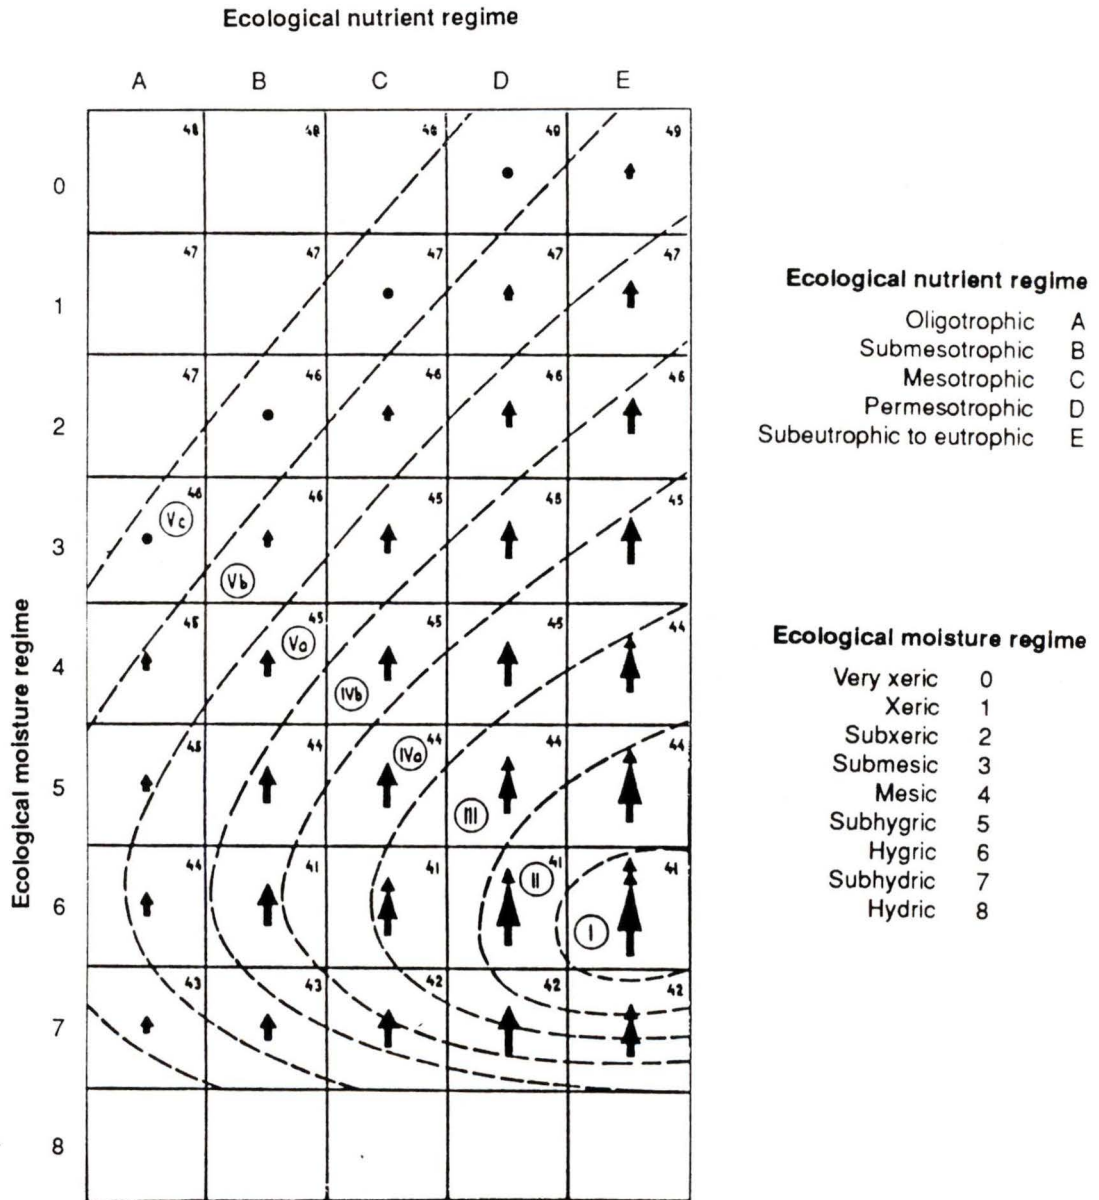 Ecological nutrient regime
A B C D E
0 48 48 48 49 49
1 47 47 47 47 47
2 47 46 46 46 46
3 46 46 45 45 45
Vc
Vb
4 45 45 45 45 44
Va
IVb
5 45 44 44 44 44
IVa
III
6 44 41 41 41 41
II
I
7 43 43 42 42 42
8
Ecological moisture regime
Ecological nutrient regime
Oligotrophic A
Submesotrophic B
Mesotrophic C
Permesotrophic D
Subeutrophic to eutrophic E
Ecological moisture regime
Very xeric 0
Xeric 1
Subxeric 2
Submesic 3
Mesic 4
Subhygric 5
Hygric 6
Subhydric 7
Hydric 8